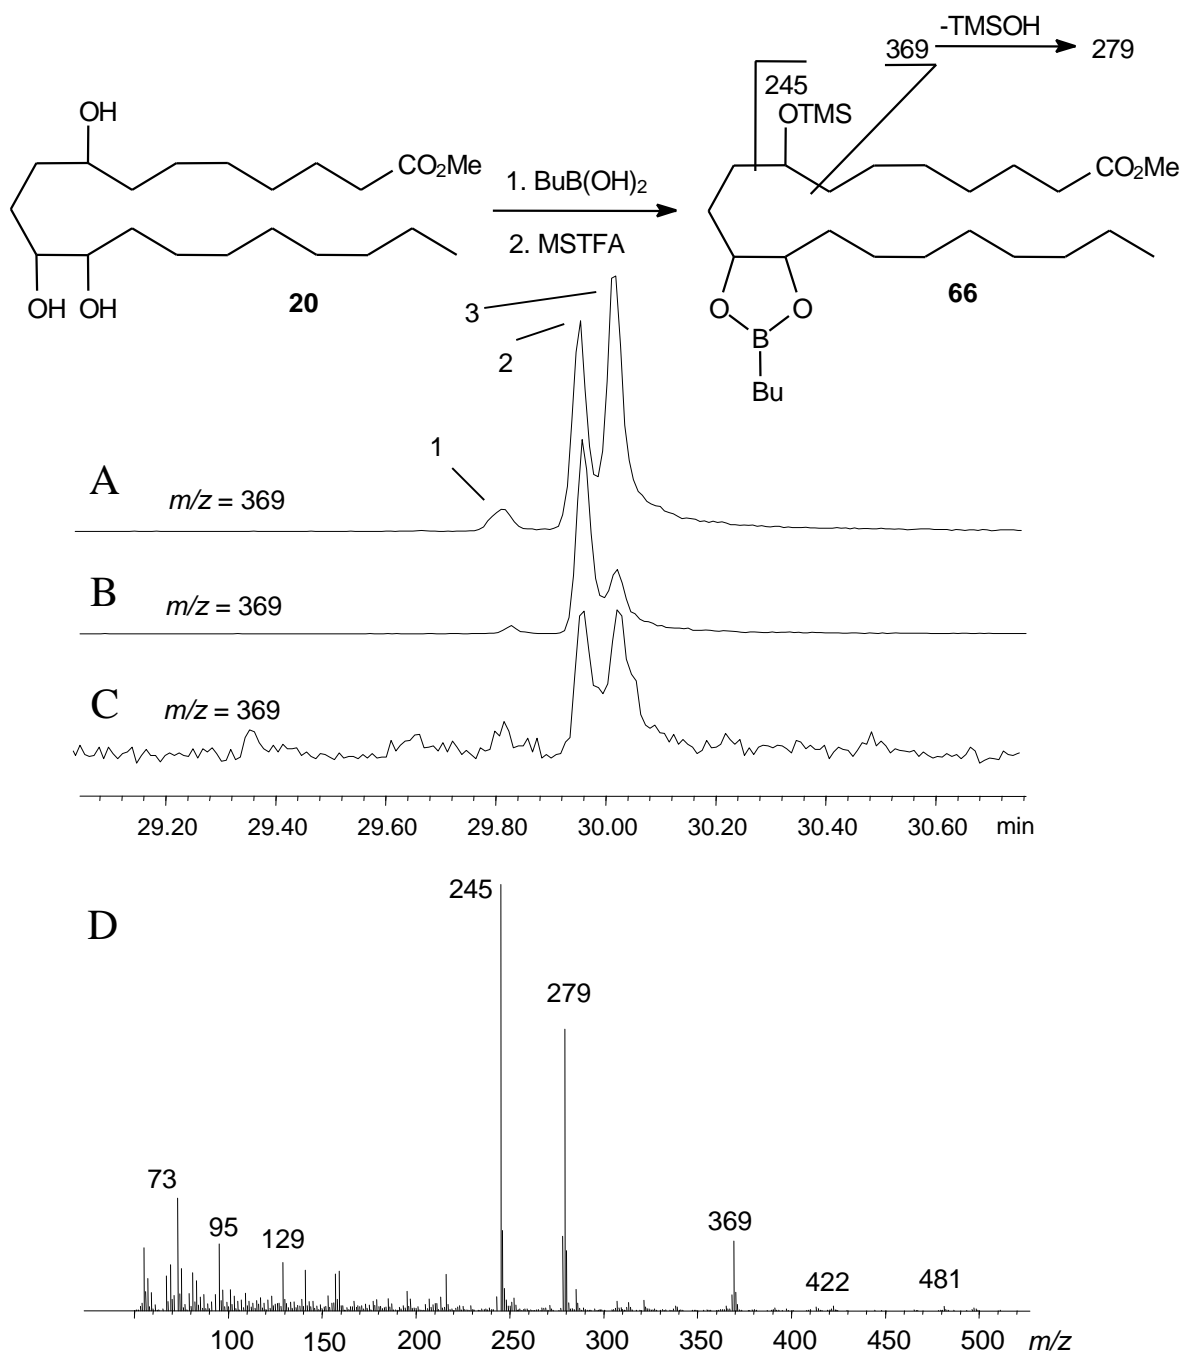 -TMSOH
369
279
245
OH
OTMS
CO2Me
CO2Me
1. BuB(OH)2
2. MSTFA
OH OH
20
66
O
O
B
Bu
3
2
1
A
m/z = 369
B
m/z = 369
C
m/z = 369
29.20 29.40 29.60 29.80 30.00 30.20 30.40 30.60 min
D
245
279
73
95
129
369
422
481
100 150 200 250 300 350 400 450 500 m/z